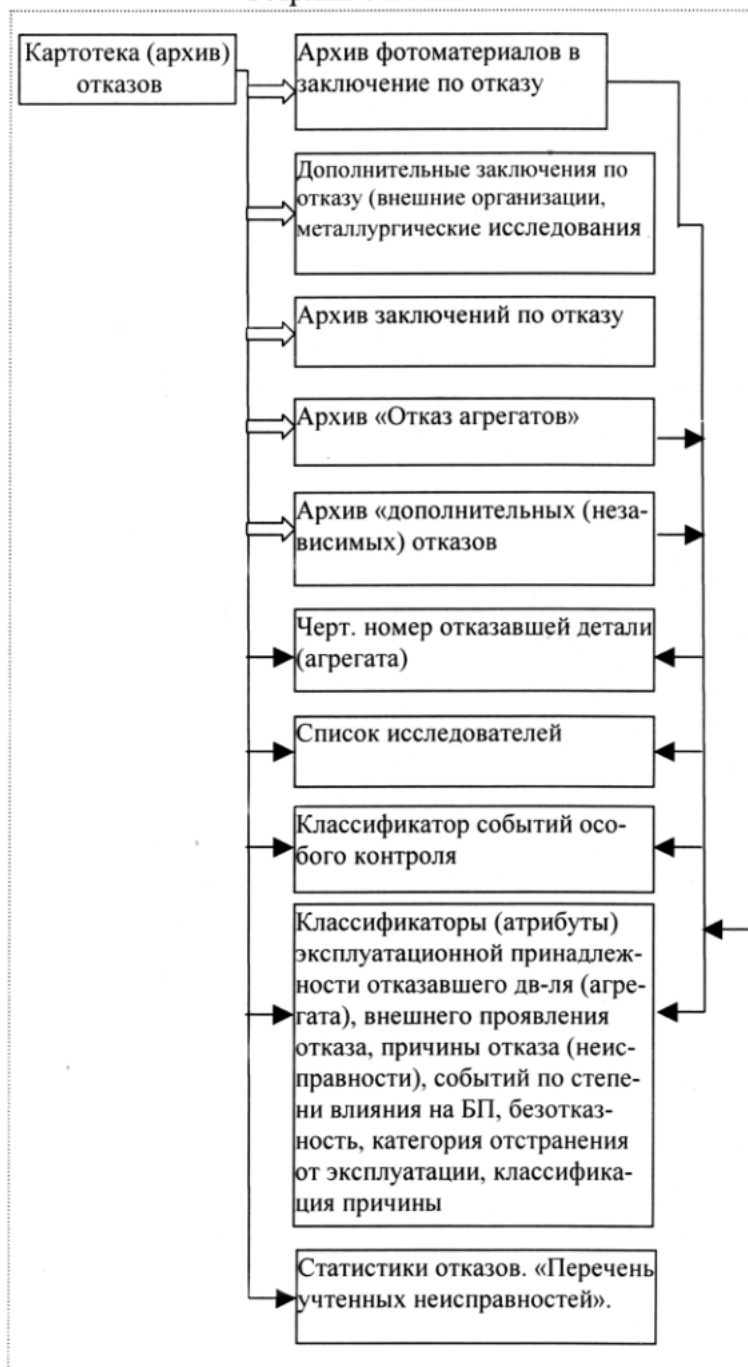 Картотека (архив)
отказов
Архив фотоматериалов в
заключение по отказу
Дополнительные заключения по
отказу (внешние организации,
металлургические исследования
Архив заключений по отказу
Архив «Отказ агрегатов»
Архив «дополнительных (неза-
висимых) отказов
Черт. номер отказавшей детали
(агрегата)
Список исследователей
Классификатор событий осо-
бого контроля
Классификаторы (атрибуты)
эксплуатационной принадлеж-
ности отказавшего дв-ля (агре-
гата), внешнего проявления
отказа, причины отказа (неис-
правности), событий по степе-
ни влияния на БП, безотказ-
ность, категория отстранения
от эксплуатации, классифика-
ция причины
Статистики отказов. «Перечень
учтенных неисправностей».